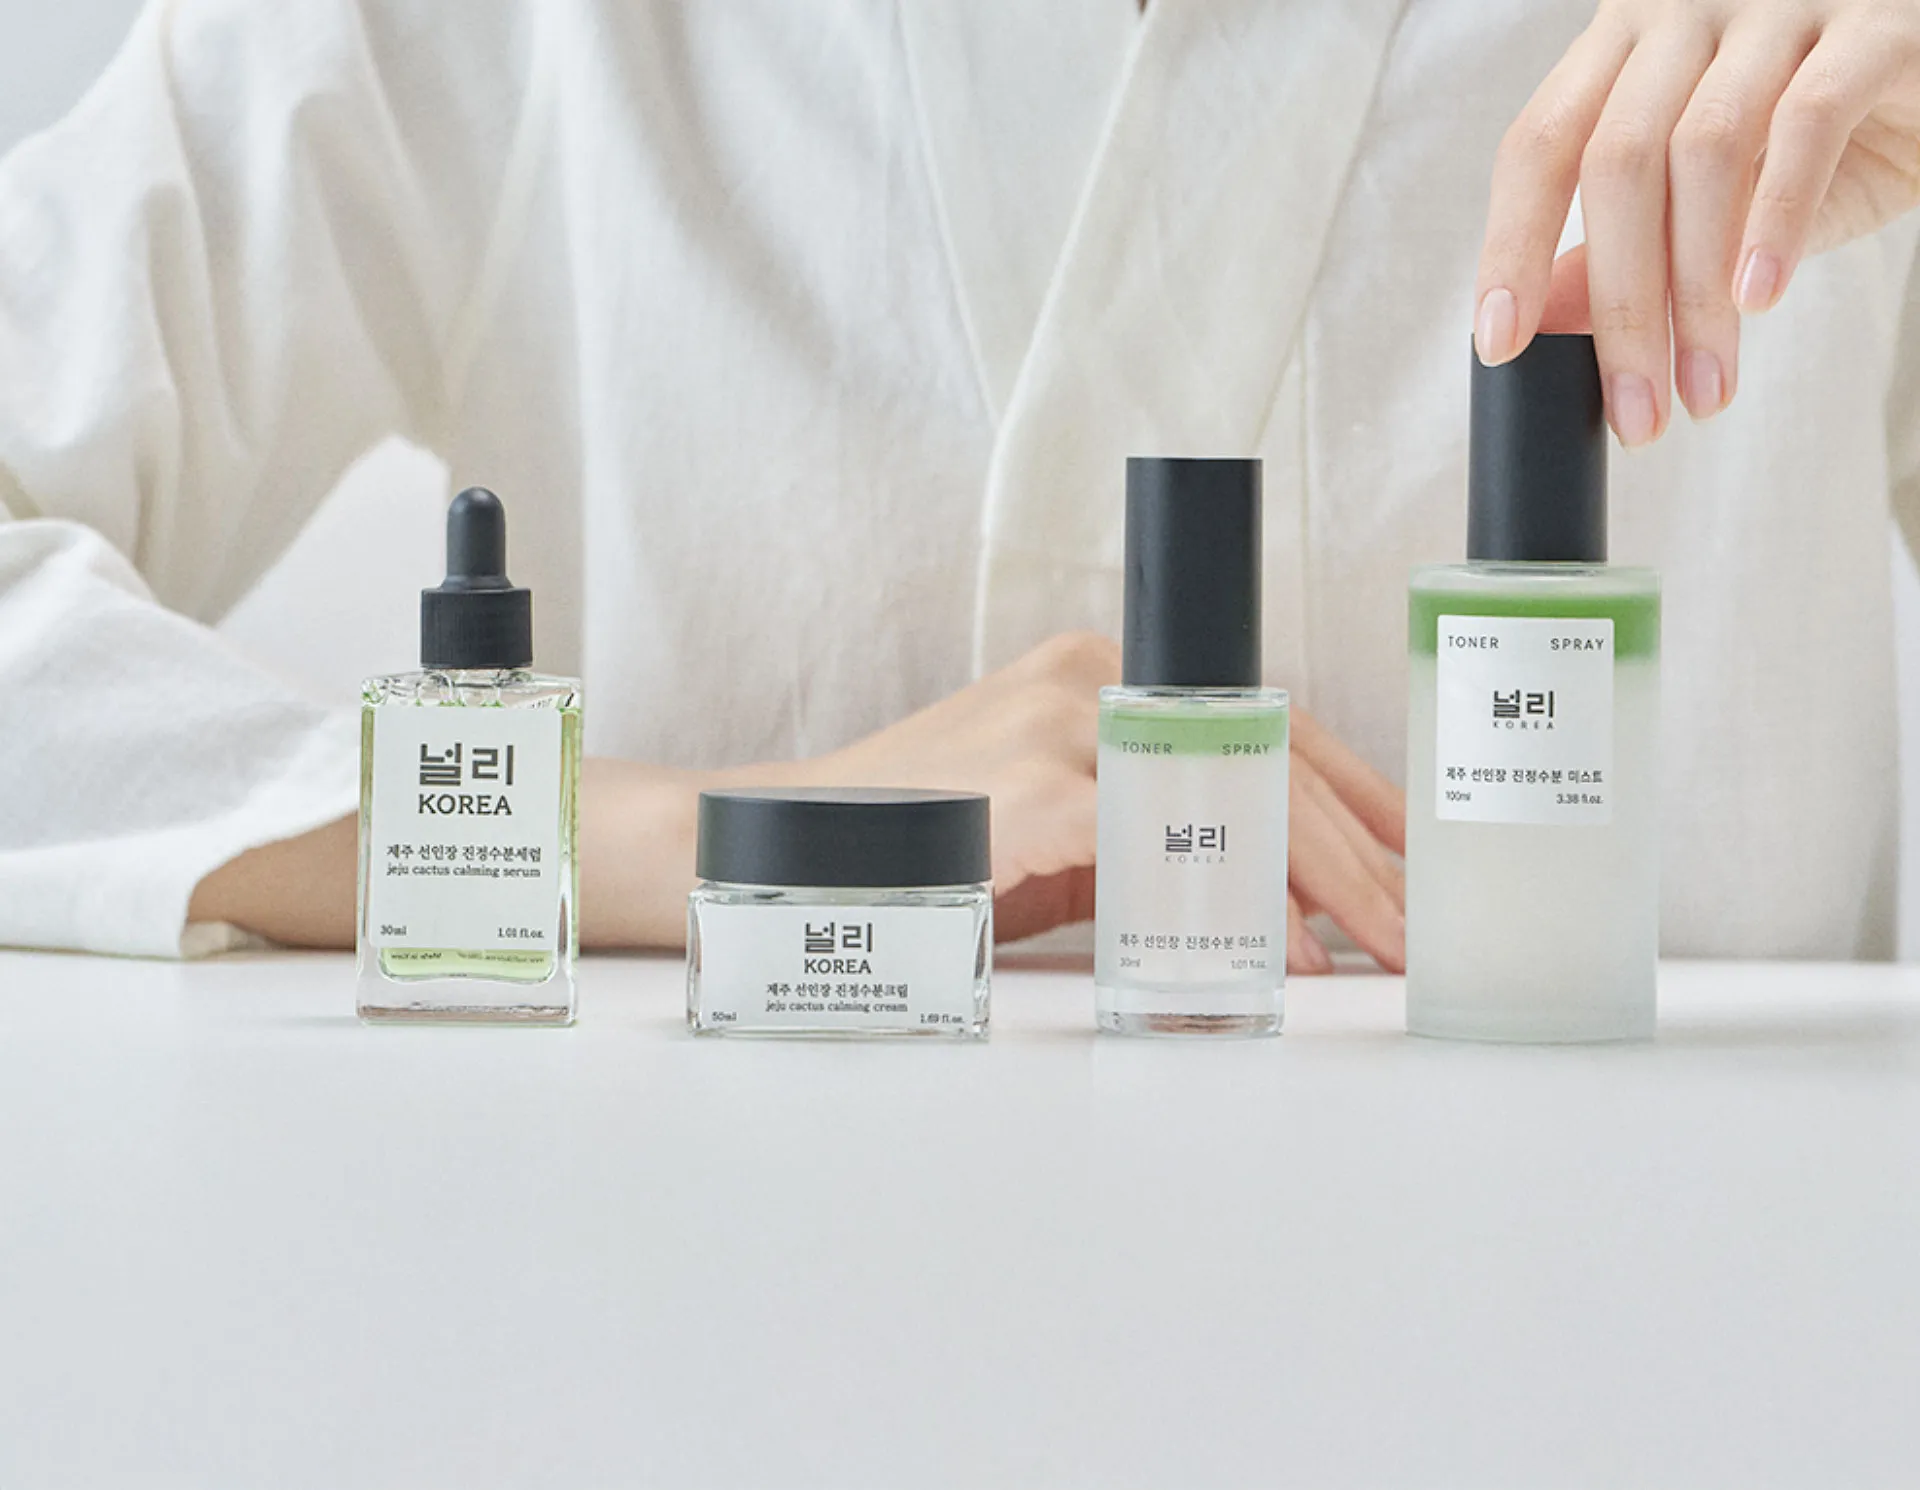 널리
KOREA
제주 선인장 진정수분세럼
jeju cactus calming serum
30ml 1.01 fl.oz.
널리
KOREA
제주 선인장 진정수분크림
jeju cactus calming cream
50ml 1.69 fl.oz.
TONER SPRAY
널리
KOREA
제주 선인장 진정수분 미스트
30ml 1.01 fl.oz.
TONER SPRAY
널리
KOREA
제주 선인장 진정수분 미스트
100ml 3.38 fl.oz.